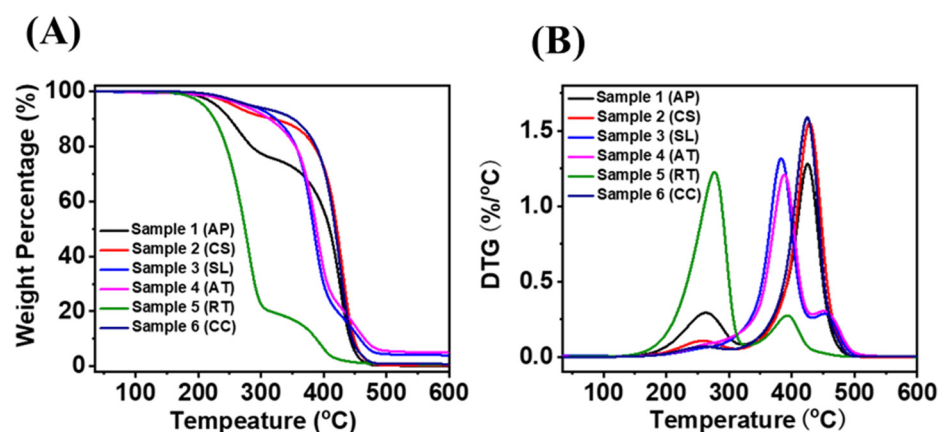 (A)
(B)
Weight Percentage (%)
100
80
60
40
20
0
Sample 1 (AP)
Sample 2 (CS)
Sample 3 (SL)
Sample 4 (AT)
Sample 5 (RT)
Sample 6 (CC)
100 200 300 400 500 600
Tempeature (ºC)
DTG (%/ºC)
1.5
1.0
0.5
0.0
Sample 1 (AP)
Sample 2 (CS)
Sample 3 (SL)
Sample 4 (AT)
Sample 5 (RT)
Sample 6 (CC)
100 200 300 400 500 600
Temperature (ºC)